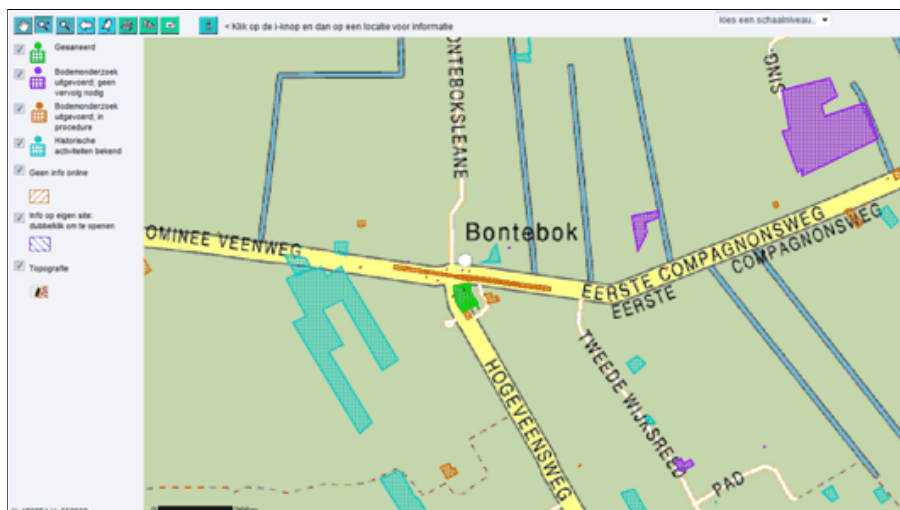 < Klik op de i-knop en dan op een locatie voor informatie
kies een schaalniveau..
Gesaneerd
Bodemonderzoek
uitgevoerd; geen
vervolg nodig
Bodemonderzoek
uitgevoerd; in
procedure
Historische
activiteiten bekend
Geen info online
Info op eigen site:
dubbelklik om te openen
Topografie
ONTEBOKSLEANE
SING
Bontebok
OMINEE VEENWEG
EERSTE COMPAGNONSWEG
EERSTE
COMPAGNONSWEG
HOGEVEENSWEG
TWEEDE WIJKSREED
PAD